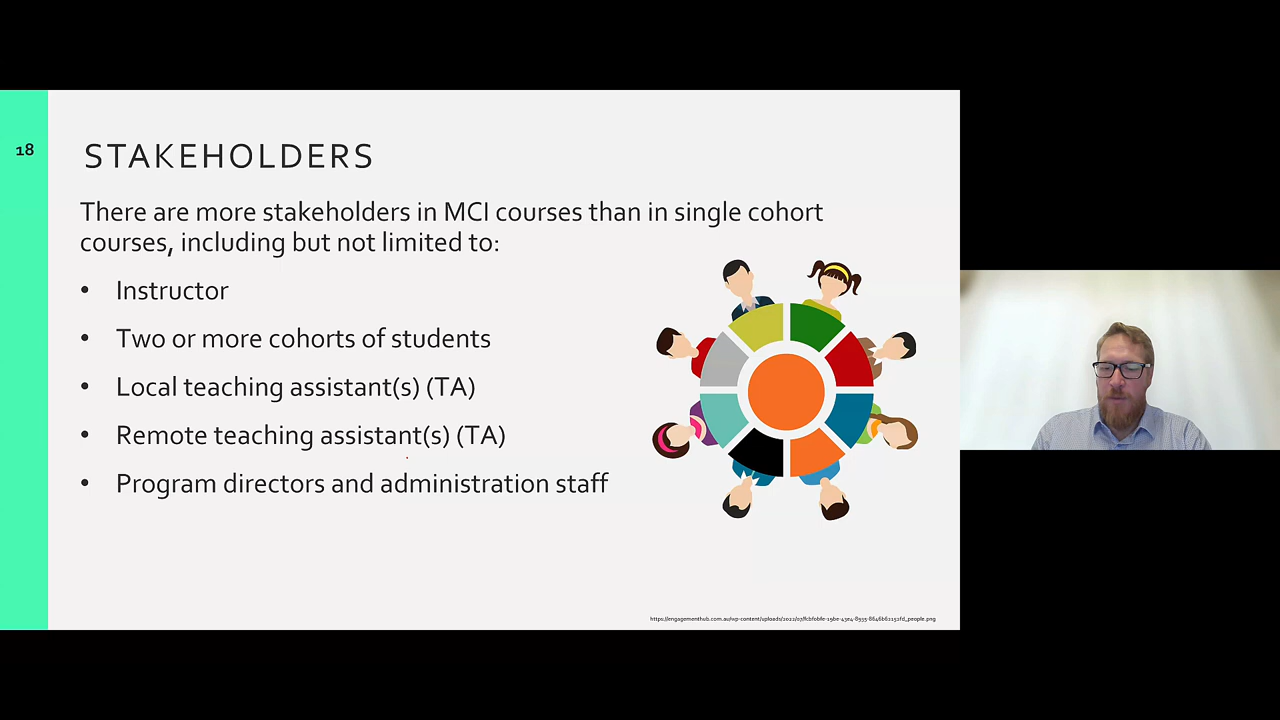 18
STAKEHOLDERS
There are more stakeholders in MCI courses than in single cohort
courses, including but not limited to:
• Instructor
• Two or more cohorts of students
• Local teaching assistant(s) (TA)
• Remote teaching assistant(s) (TA)
• Program directors and administration staff